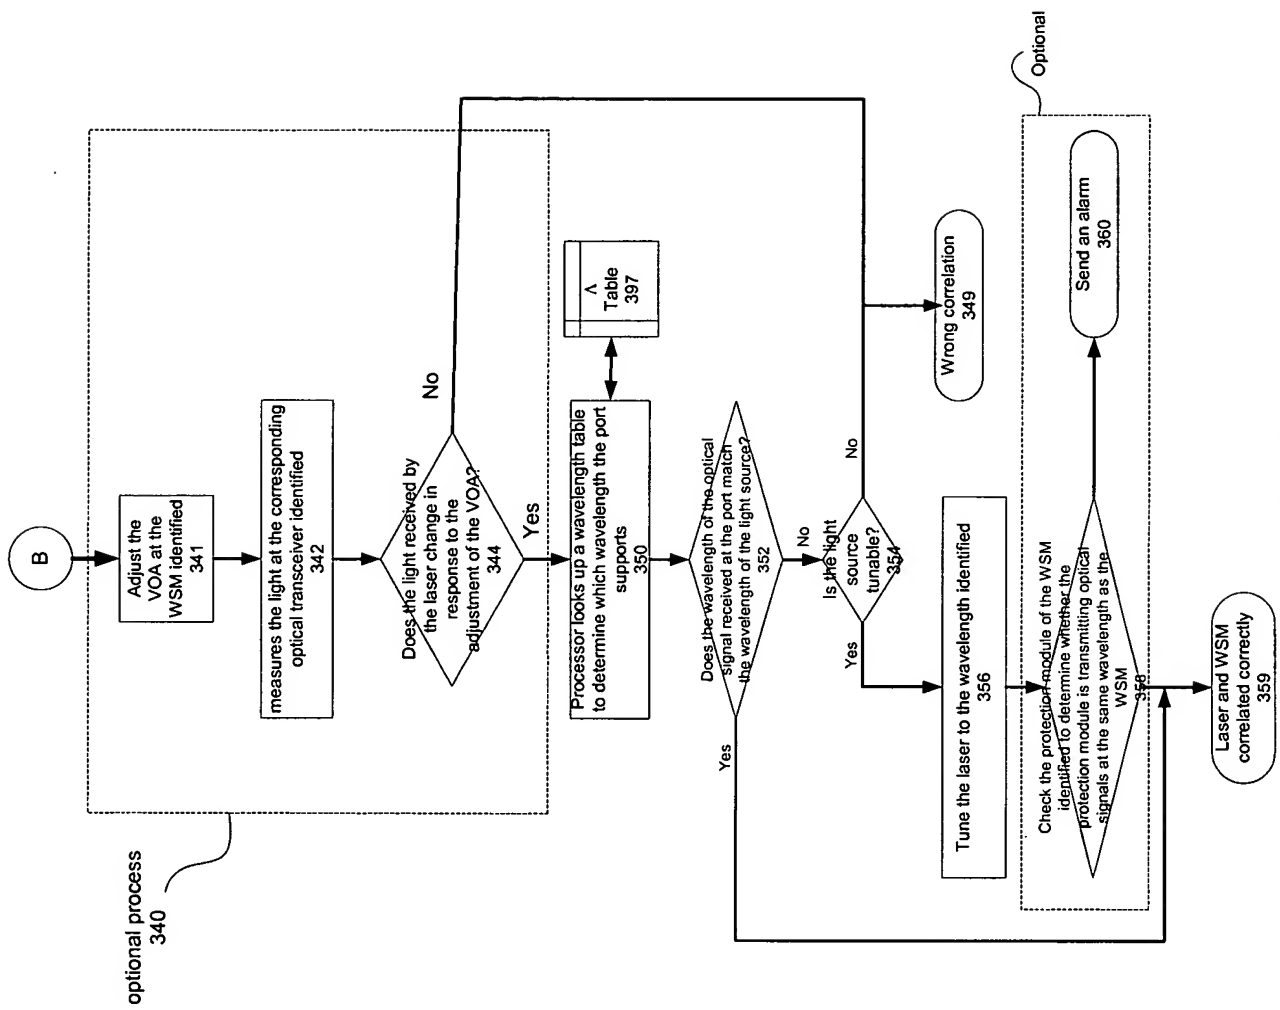 B
optional process
340
Adjust the
VOA at the
WSM identified
341
measures the light at the corresponding
optical transceiver identified
342
Does the light received by
the laser change in
response to the
adjustment of the VOA?
344
No
Yes
Processor looks up a wavelength table
to determine which wavelength the port
supports
350
Λ
Table
397
Does the wavelength of the optical
signal received at the port match
the wavelength of the light source?
352
Yes
No
Is the light
source
tunable?
354
No
Yes
Wrong correlation
349
Tune the laser to the wavelength identified
356
Optional
Check the protection module of the WSM
identified to determine whether the
protection module is transmitting optical
signals at the same wavelength as the
WSM
358
Send an alarm
360
Laser and WSM
correlated correctly
359